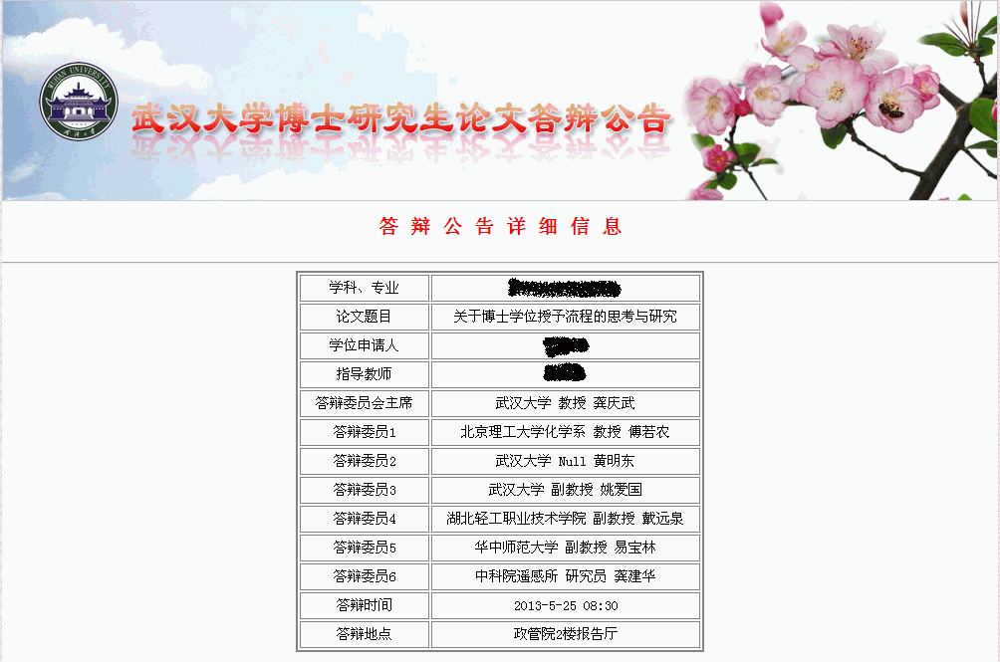 WUHAN UNIVERSITY
武汉大学
武汉大学博士研究生论文答辩公告
答辩公告详细信息
学科、专业
论文题目 关于博士学位授予流程的思考与研究
学位申请人
指导教师
答辩委员会主席 武汉大学 教授 龚庆武
答辩委员1 北京理工大学化学系 教授 傅若农
答辩委员2 武汉大学 Null 黄明东
答辩委员3 武汉大学 副教授 姚爱国
答辩委员4 湖北轻工职业技术学院 副教授 戴远泉
答辩委员5 华中师范大学 副教授 易宝林
答辩委员6 中科院遥感所 研究员 龚建华
答辩时间 2013-5-25 08:30
答辩地点 政管院2楼报告厅